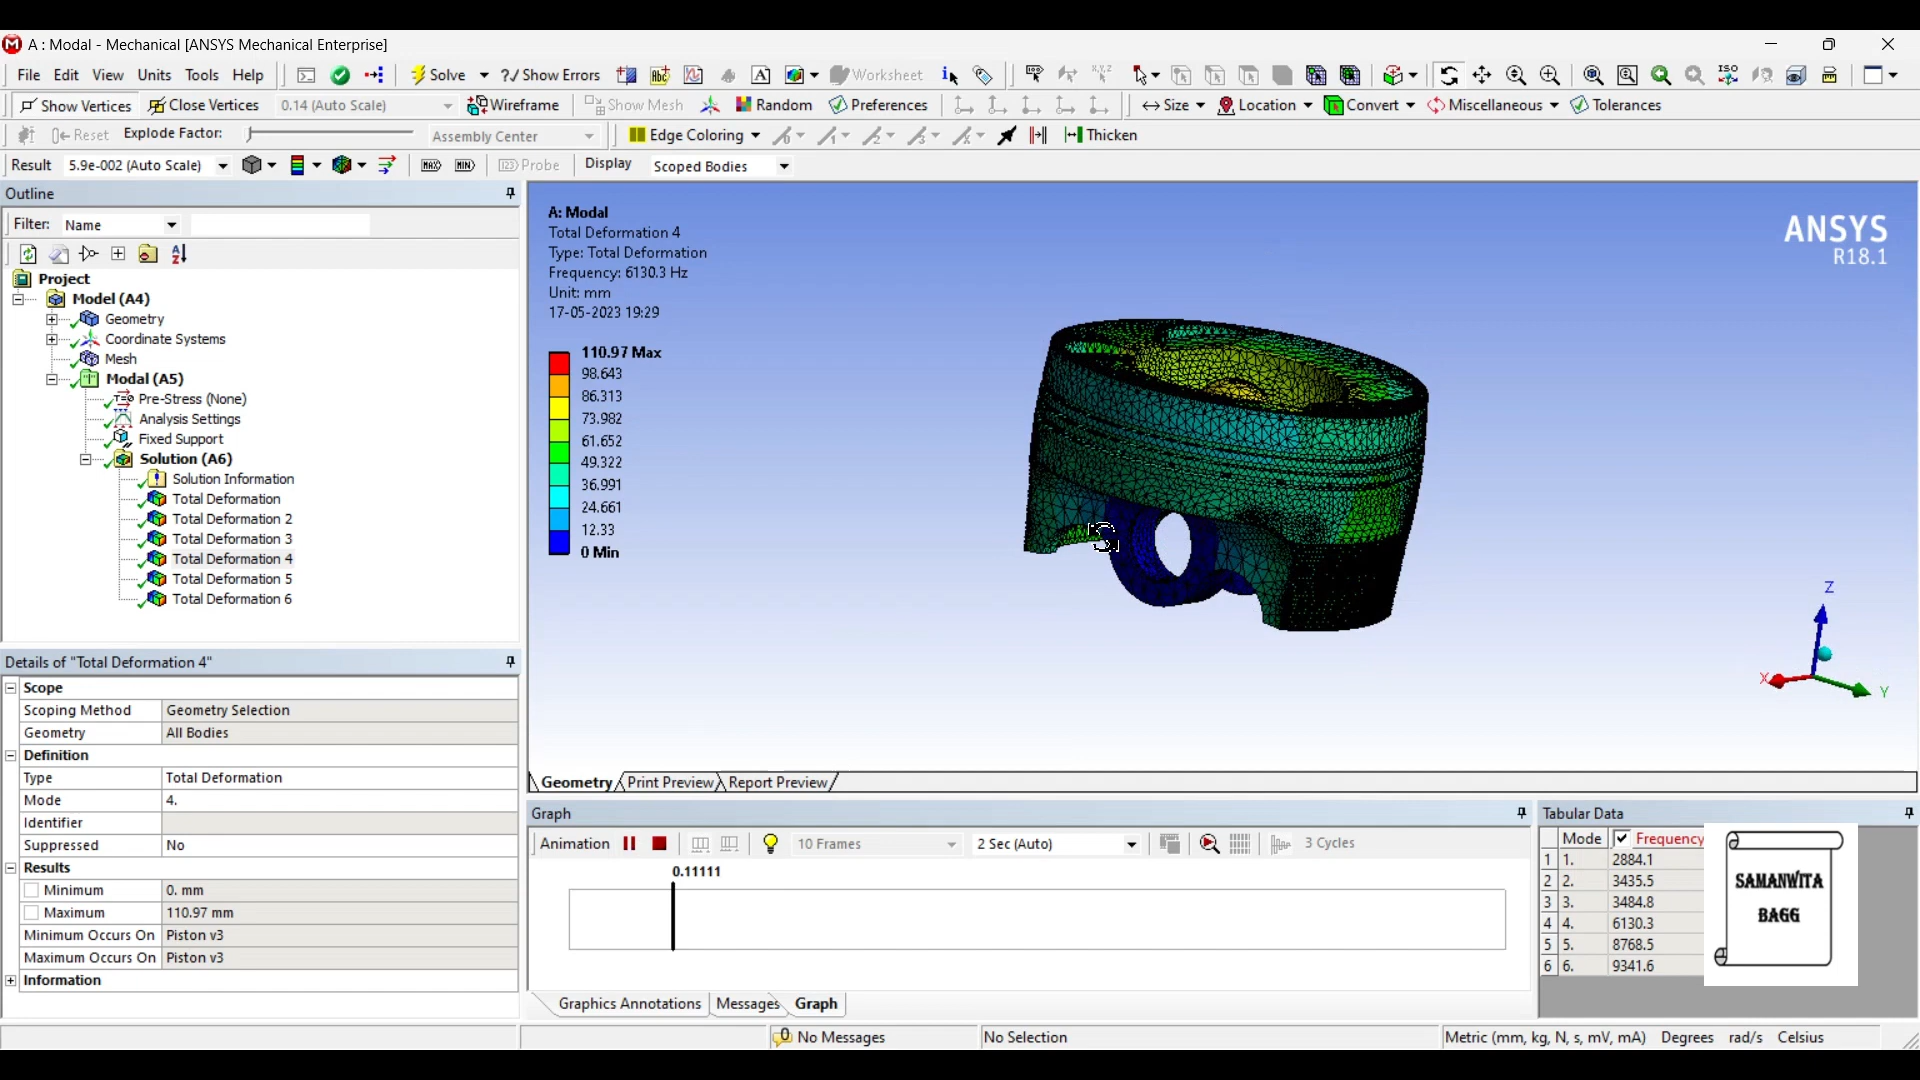 A : Modal - Mechanical [ANSYS Mechanical Enterprise]
File Edit View Units Tools Help Solve ?/ Show Errors Worksheet
Show Vertices Close Vertices 0.14 (Auto Scale) Wireframe Show Mesh Random Preferences Size Location Convert Miscellaneous Tolerances
Reset Explode Factor: Assembly Center Edge Coloring Thicken
Result 5.9e-002 (Auto Scale) MAX MIN Probe Display Scoped Bodies
Outline
Filter: Name
Project
Model (A4)
Geometry
Coordinate Systems
Mesh
Modal (A5)
Pre-Stress (None)
Analysis Settings
Fixed Support
Solution (A6)
Solution Information
Total Deformation
Total Deformation 2
Total Deformation 3
Total Deformation 4
Total Deformation 5
Total Deformation 6
Details of "Total Deformation 4"
Scope
Scoping Method Geometry Selection
Geometry All Bodies
Definition
Type Total Deformation
Mode 4.
Identifier
Suppressed No
Results
Minimum 0. mm
Maximum 110.97 mm
Minimum Occurs On Piston v3
Maximum Occurs On Piston v3
Information
A: Modal
Total Deformation 4
Type: Total Deformation
Frequency: 6130.3 Hz
Unit: mm
17-05-2023 19:29
110.97 Max
98.643
86.313
73.982
61.652
49.322
36.991
24.661
12.33
0 Min
ANSYS
R18.1
Z
X
Y
Geometry Print Preview Report Preview
Graph
Animation 10 Frames 2 Sec (Auto) 3 Cycles
0.11111
Graphics Annotations Messages Graph
Tabular Data
Mode Frequency
1 1. 2884.1
2 2. 3435.5
3 3. 3484.8
4 4. 6130.3
5 5. 8768.5
6 6. 9341.6
SAMANWITA
BAGG
No Messages No Selection Metric (mm, kg, N, s, mV, mA) Degrees rad/s Celsius